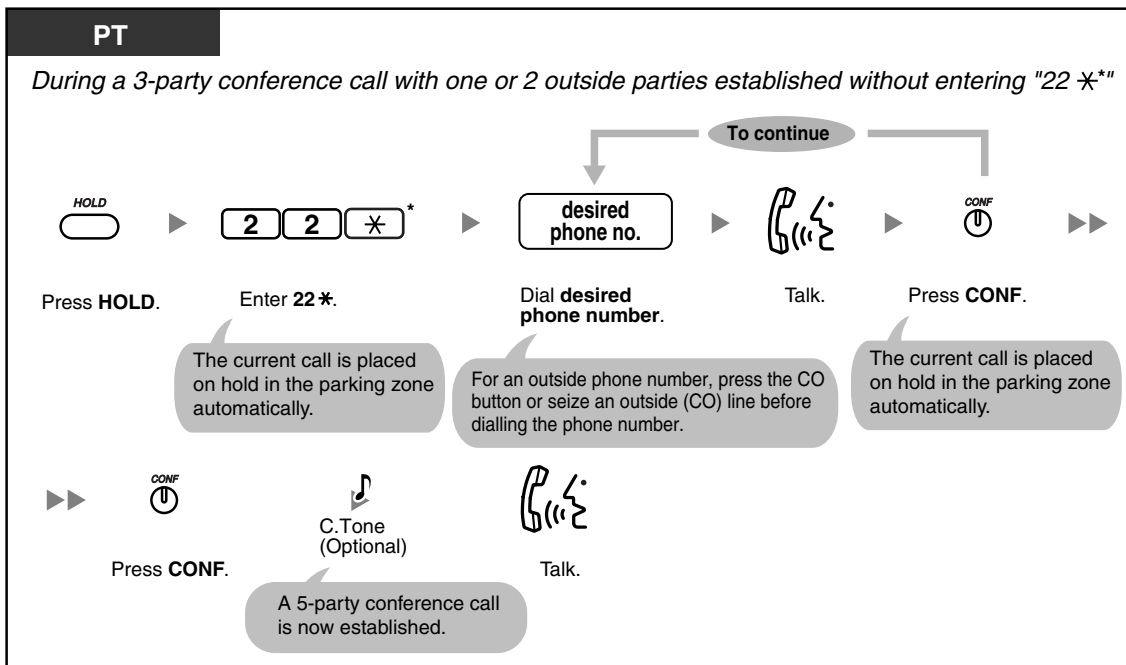 PT
During a 3-party conference call with one or 2 outside parties established without entering "22 ✳*"
To continue
HOLD
2 2 ✳ *
desired
phone no.
CONF
Press HOLD.
Enter 22 ✳.
Dial desired
phone number.
Talk.
Press CONF.
The current call is placed
on hold in the parking zone
automatically.
For an outside phone number, press the CO
button or seize an outside (CO) line before
dialling the phone number.
The current call is placed
on hold in the parking zone
automatically.
CONF
C.Tone
(Optional)
Press CONF.
Talk.
A 5-party conference call
is now established.